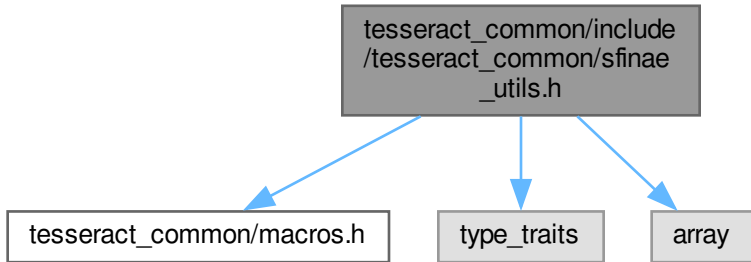 tesseract_common/include
/tesseract_common/sfinae
_utils.h
tesseract_common/macros.h
type_traits
array